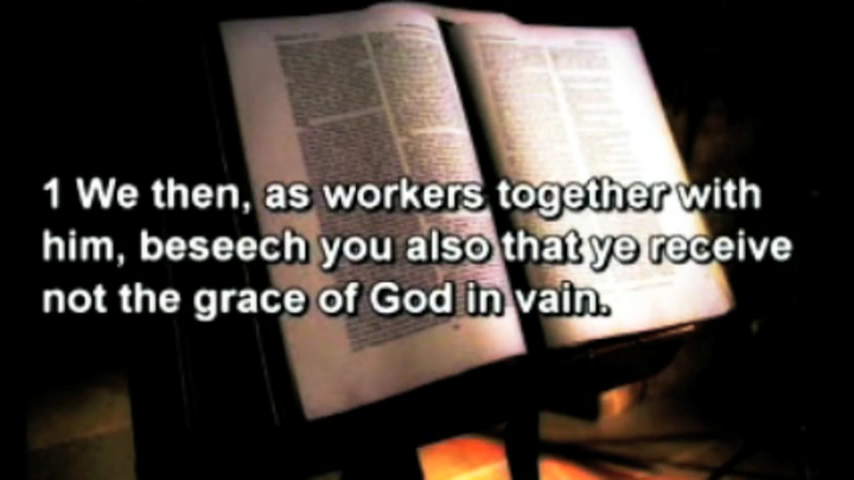 1 We then, as workers together with
him, beseech you also that ye receive
not the grace of God in vain.